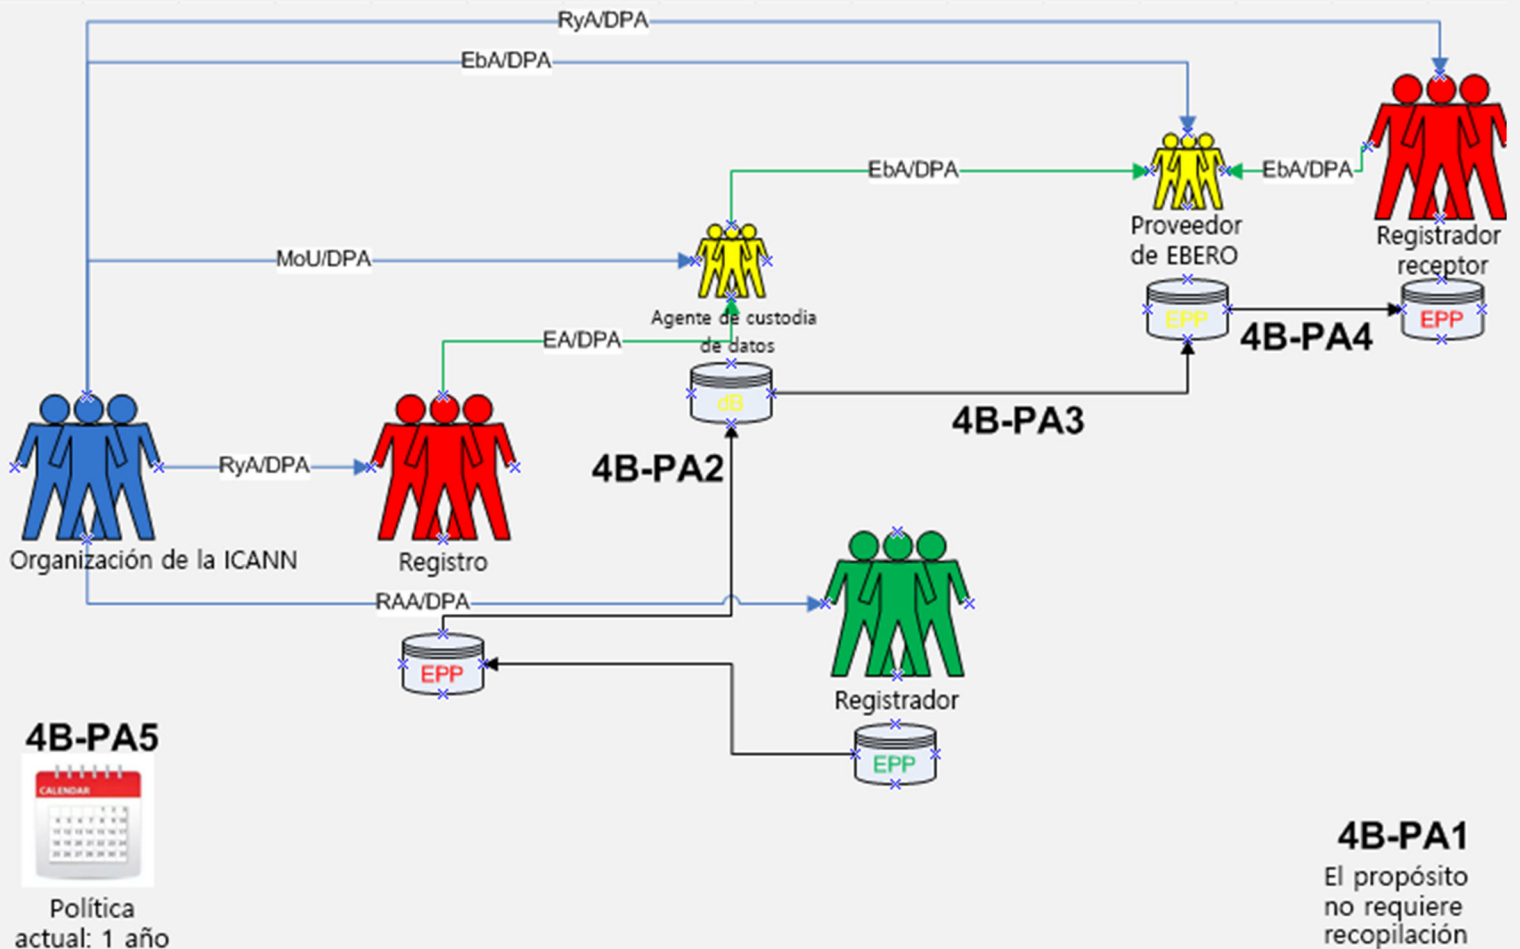 RyA/DPA
EbA/DPA
EbA/DPA
EbA/DPA
Proveedor
de EBERO
Registrador
receptor
MoU/DPA
Agente de custodia
de datos
EPP
EPP
4B-PA4
EA/DPA
dB
4B-PA3
4B-PA2
RyA/DPA
Organización de la ICANN
Registro
RAA/DPA
EPP
Registrador
EPP
4B-PA5
CALENDAR
Política
actual: 1 año
4B-PA1
El propósito
no requiere
recopilación